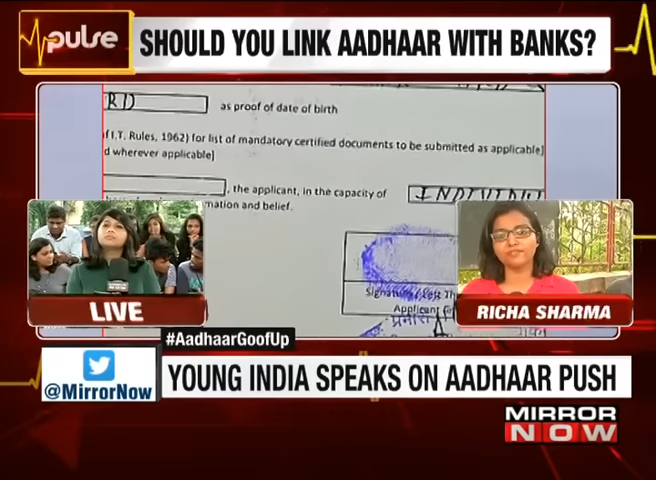 pulse
SHOULD YOU LINK AADHAAR WITH BANKS?
RD as proof of date of birth
I.T. Rules, 1962) for list of mandatory certified documents to be submitted as applicable]
d wherever applicable]
, the applicant, in the capacity of
mation and belief.
LIVE
RICHA SHARMA
#AadhaarGoofUp
@MirrorNow
YOUNG INDIA SPEAKS ON AADHAAR PUSH
MIRROR
NOW